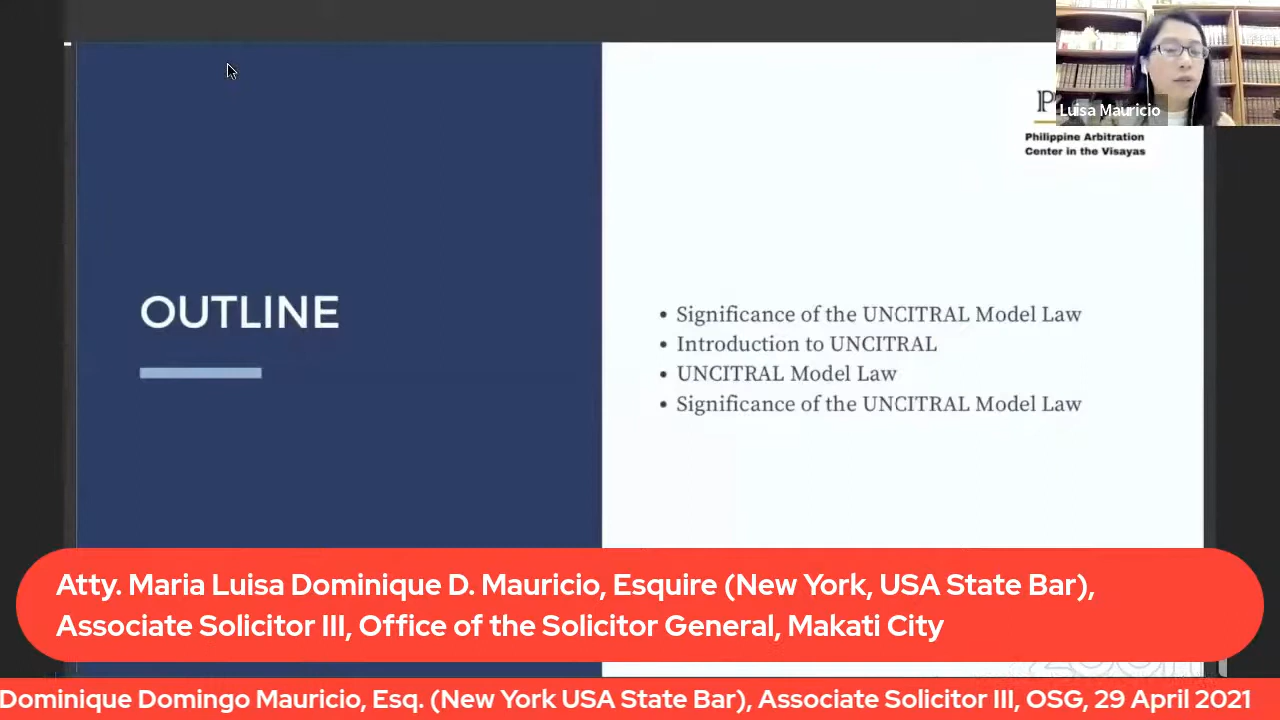 Luisa Mauricio
Philippine Arbitration
Center in the Visayas
OUTLINE
• Significance of the UNCITRAL Model Law
• Introduction to UNCITRAL
• UNCITRAL Model Law
• Significance of the UNCITRAL Model Law
Atty. Maria Luisa Dominique D. Mauricio, Esquire (New York, USA State Bar),
Associate Solicitor III, Office of the Solicitor General, Makati City
zoom
Dominique Domingo Mauricio, Esq. (New York USA State Bar), Associate Solicitor III, OSG, 29 April 2021